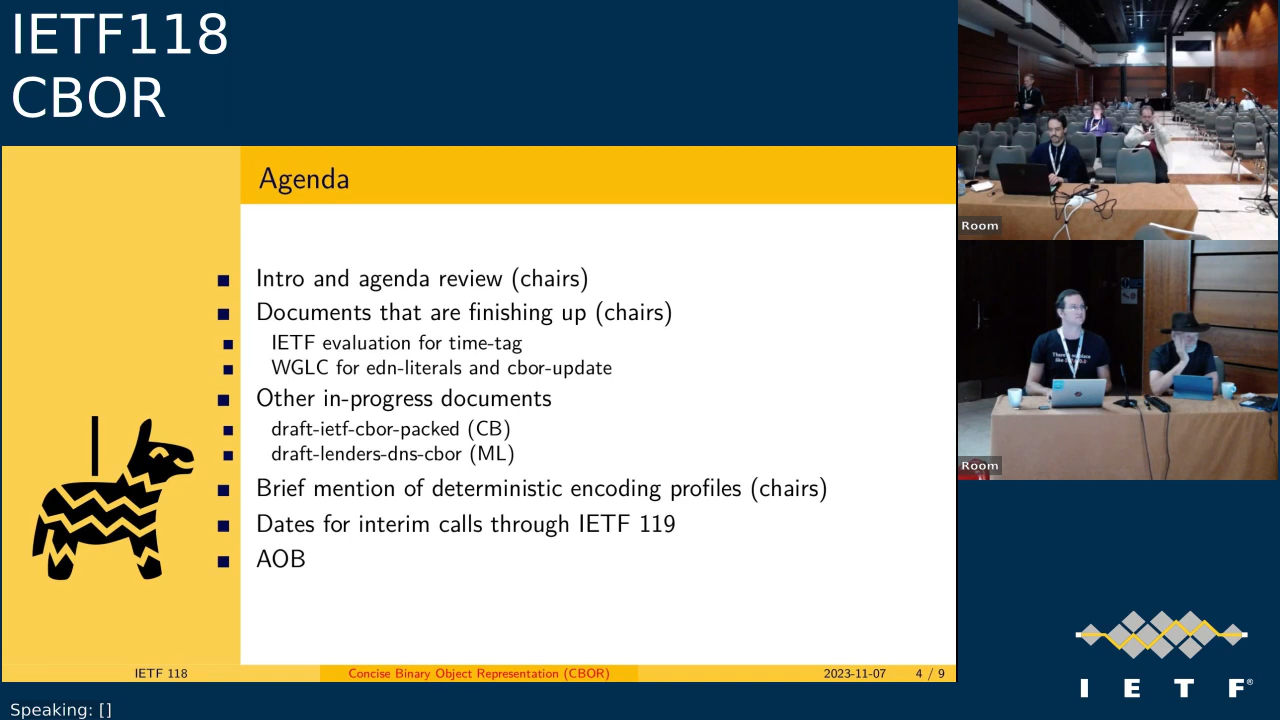 IETF118
CBOR
Agenda
Intro and agenda review (chairs)
Documents that are finishing up (chairs)
IETF evaluation for time-tag
WGLC for edn-literals and cbor-update
Other in-progress documents
draft-ietf-cbor-packed (CB)
draft-lenders-dns-cbor (ML)
Brief mention of deterministic encoding profiles (chairs)
Dates for interim calls through IETF 119
AOB
IETF 118
Concise Binary Object Representation (CBOR)
2023-11-07
4 / 9
Room
Room
I E T F®
Speaking: []